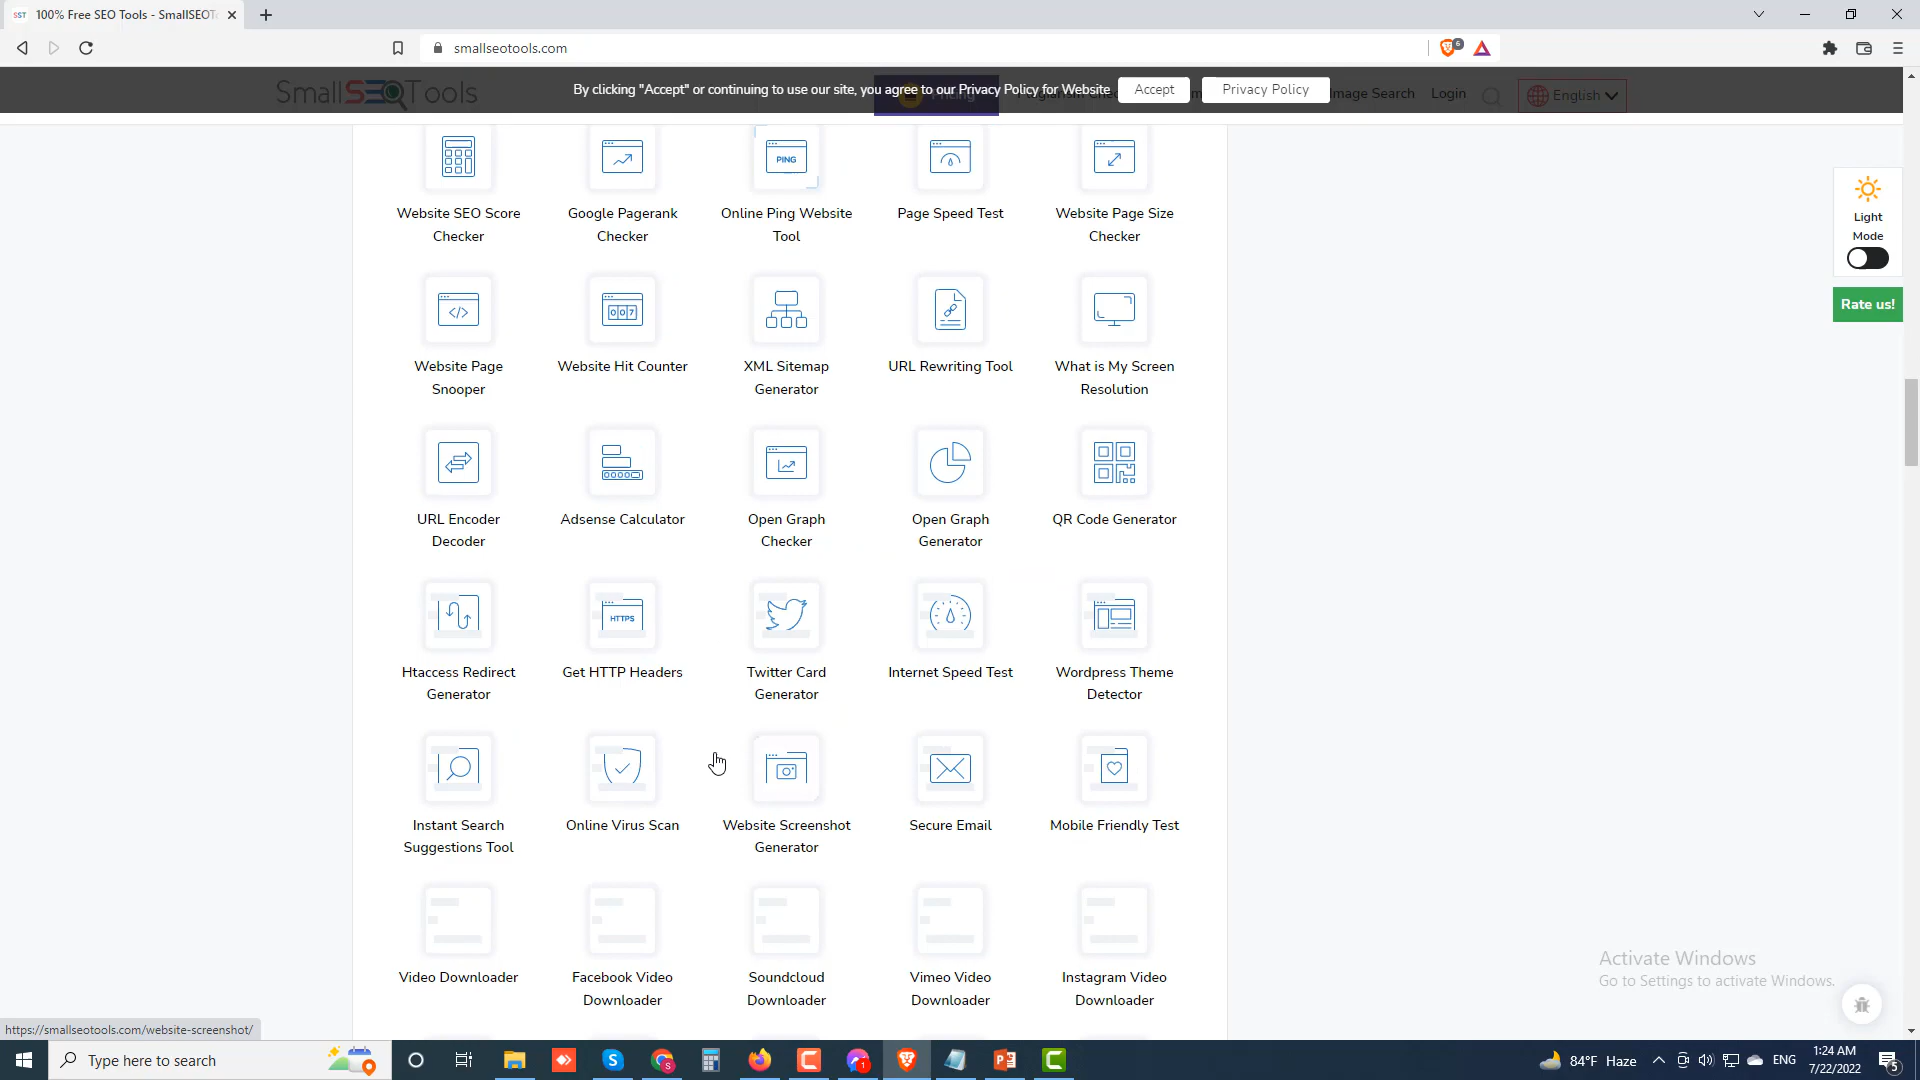 SST 100% Free SEO Tools - SmallSEOT
smallseotools.com
6
SmallSEOTools
By clicking "Accept" or continuing to use our site, you agree to our Privacy Policy for Website
Accept
Privacy Policy
Image Search
Login
English
Website SEO Score
Checker
Google Pagerank
Checker
PING
Online Ping Website
Tool
Page Speed Test
Website Page Size
Checker
Light
Mode
Rate us!
Website Page
Snooper
007
Website Hit Counter
XML Sitemap
Generator
URL Rewriting Tool
What is My Screen
Resolution
URL Encoder
Decoder
Adsense Calculator
Open Graph
Checker
Open Graph
Generator
QR Code Generator
Htaccess Redirect
Generator
HTTPS
Get HTTP Headers
Twitter Card
Generator
Internet Speed Test
Wordpress Theme
Detector
Instant Search
Suggestions Tool
Online Virus Scan
Website Screenshot
Generator
Secure Email
Mobile Friendly Test
Video Downloader
Facebook Video
Downloader
Soundcloud
Downloader
Vimeo Video
Downloader
Instagram Video
Downloader
Activate Windows
Go to Settings to activate Windows.
https://smallseotools.com/website-screenshot/
Type here to search
84°F Haze
ENG
1:24 AM
7/22/2022
5